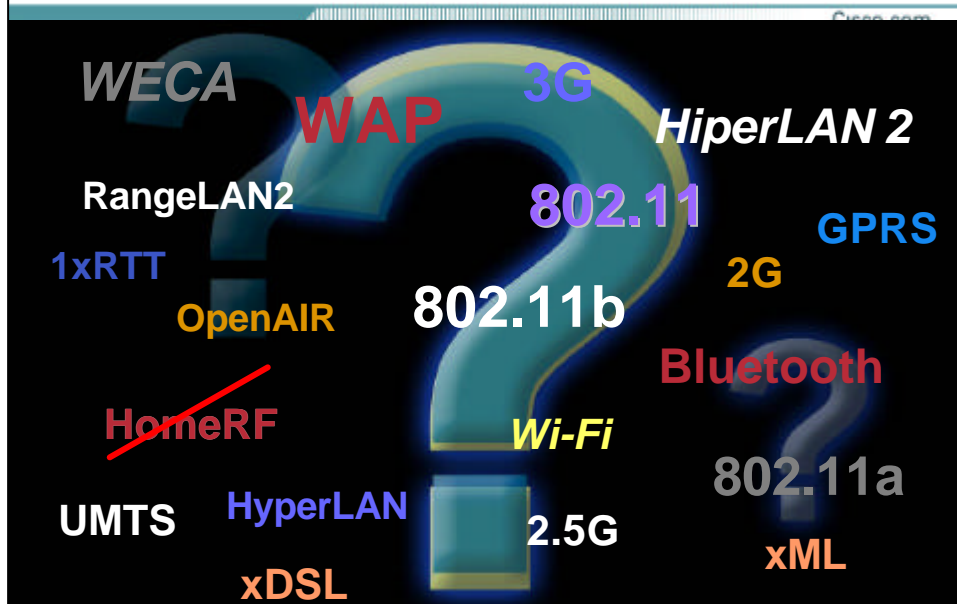 WECA
3G
WAP
HiperLAN 2
RangeLAN2
802.11
GPRS
1xRTT
2G
OpenAIR
802.11b
Bluetooth
HomeRF
Wi-Fi
802.11a
HyperLAN
UMTS
2.5G
xML
xDSL